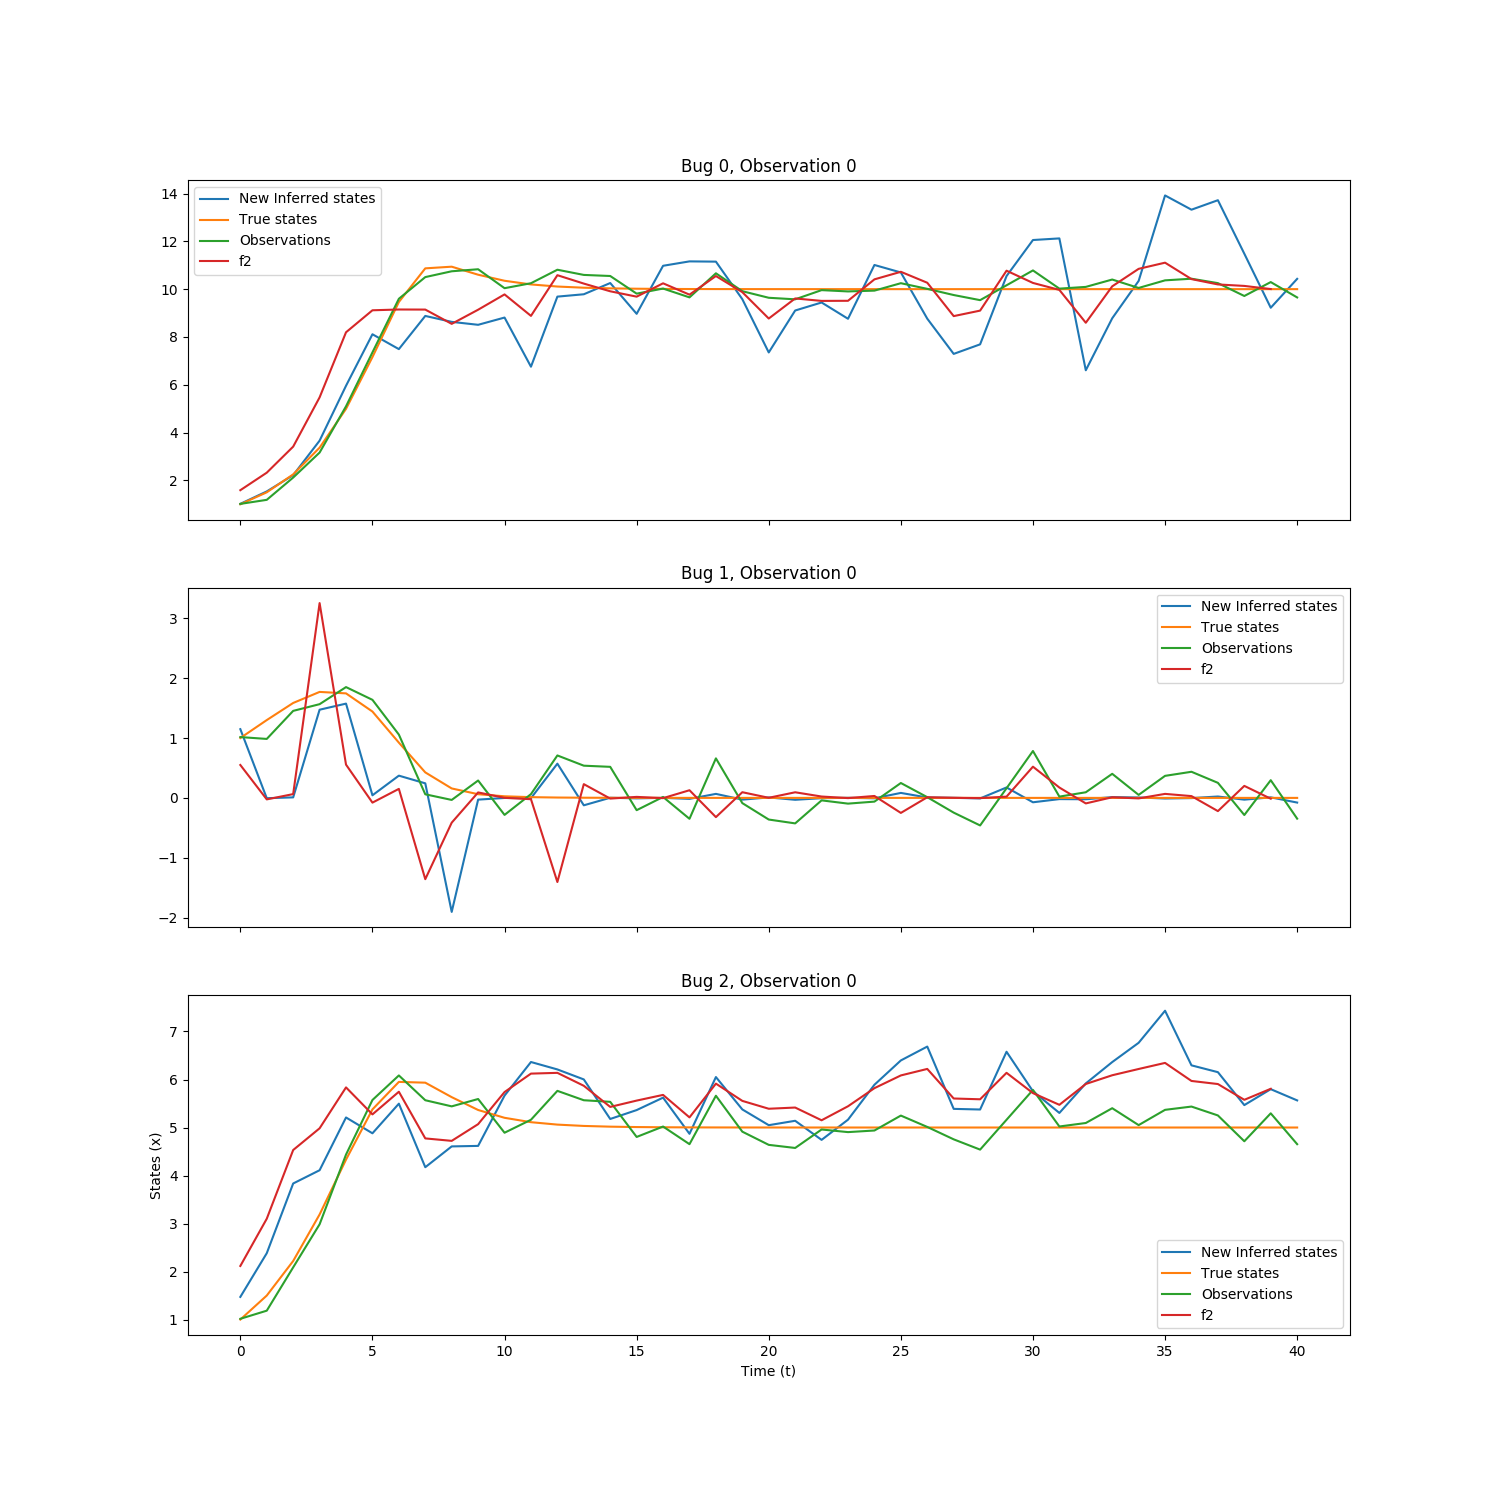 Bug 0, Observation 0
14
12
10
8
6
4
2
New Inferred states
True states
Observations
f2
Bug 1, Observation 0
3
2
1
0
−1
−2
New Inferred states
True states
Observations
f2
Bug 2, Observation 0
States (x)
7
6
5
4
3
2
1
New Inferred states
True states
Observations
f2
0 5 10 15 20 25 30 35 40
Time (t)